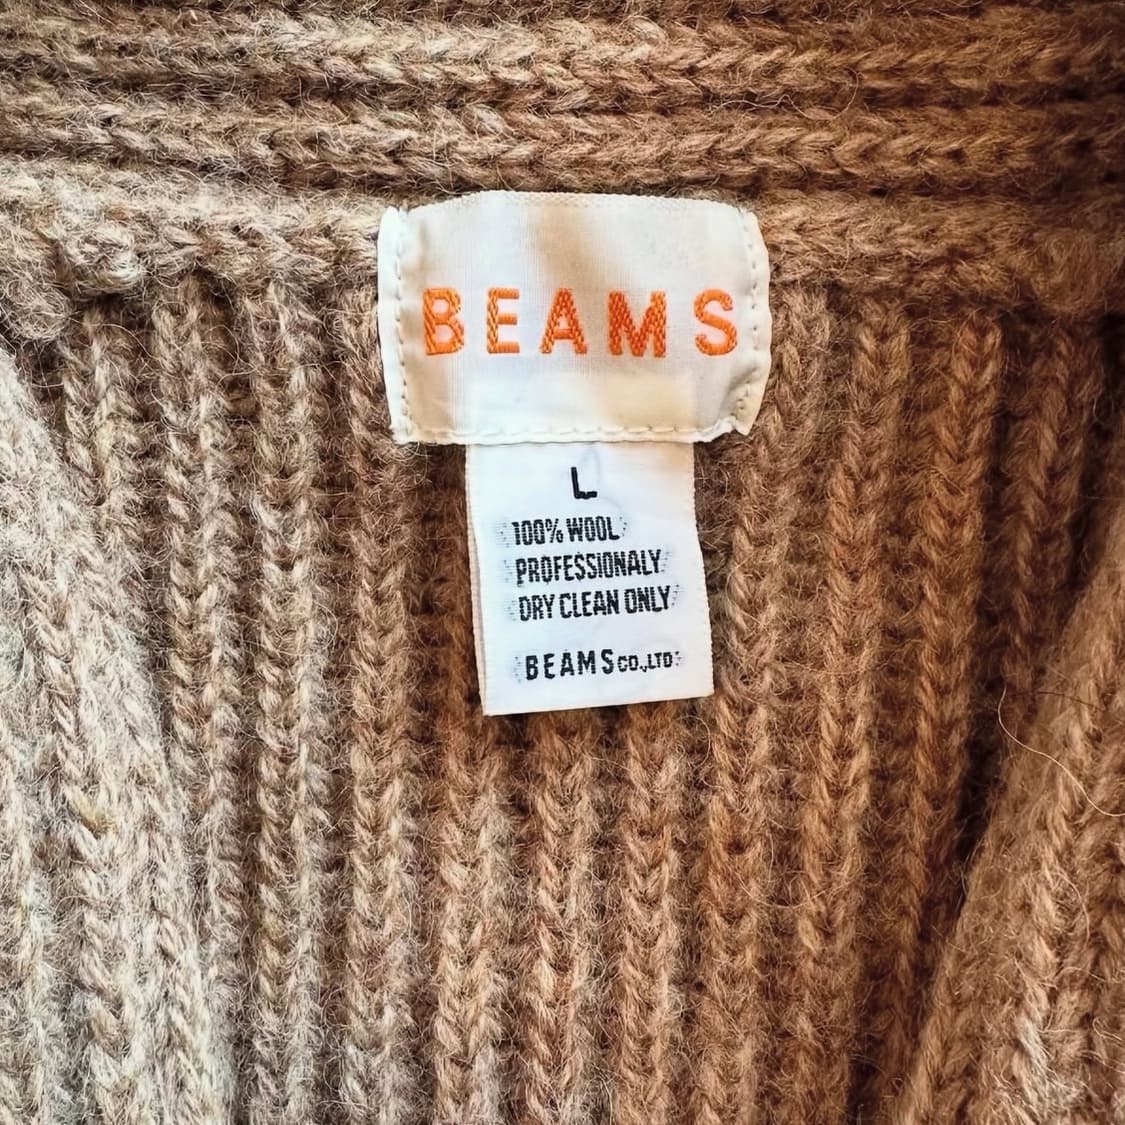 BEAMS
L
100% WOOL
PROFESSIONALY
DRY CLEAN ONLY
BEAMS CO.,LTD.